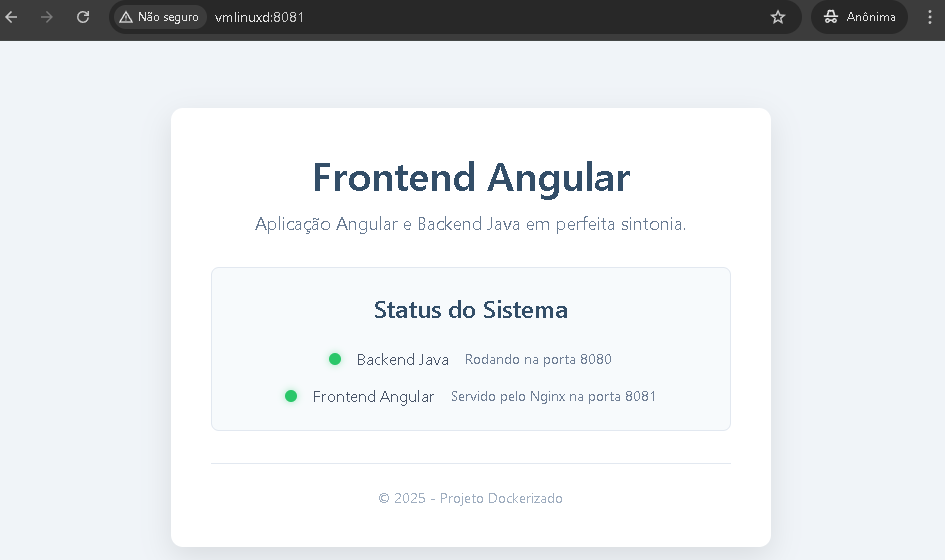 Não seguro vmlinuxd:8081 Anônima
Frontend Angular
Aplicação Angular e Backend Java em perfeita sintonia.
Status do Sistema
Backend Java Rodando na porta 8080
Frontend Angular Servido pelo Nginx na porta 8081
© 2025 - Projeto Dockerizado